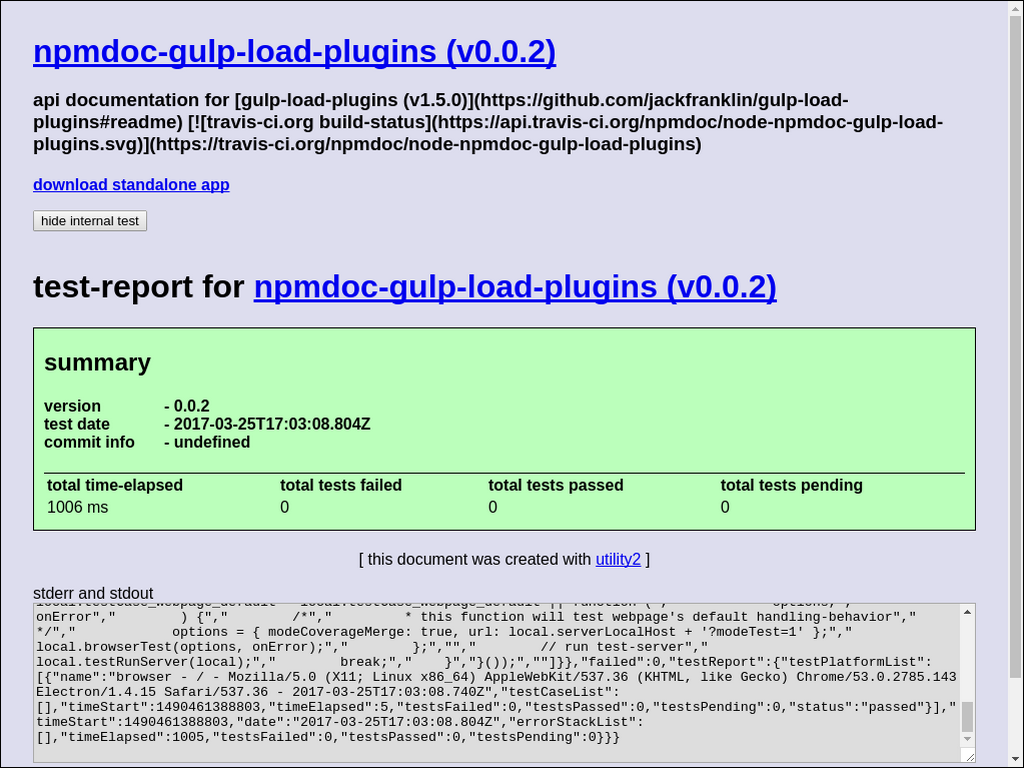 npmdoc-gulp-load-plugins (v0.0.2)
api documentation for [gulp-load-plugins (v1.5.0)](https://github.com/jackfranklin/gulp-load-
plugins#readme) [![travis-ci.org build-status](https://api.travis-ci.org/npmdoc/node-npmdoc-gulp-load-
plugins.svg)](https://travis-ci.org/npmdoc/node-npmdoc-gulp-load-plugins)
download standalone app
hide internal test
test-report for npmdoc-gulp-load-plugins (v0.0.2)
summary
version - 0.0.2
test date - 2017-03-25T17:03:08.804Z
commit info - undefined
total time-elapsed total tests failed total tests passed total tests pending
1006 ms 0 0 0
[ this document was created with utility2 ]
stderr and stdout
onError","        ) {","        /*","         * this function will test webpage's default handling-behavior","
*/","          options = { modeCoverageMerge: true, url: local.serverLocalHost + '?modeTest=1' };","
local.browserTest(options, onError);","        };","","        // run test-server","
local.testRunServer(local);","        break;","    }","}());",""]}},"failed":0,"testReport":{"testPlatformList":
[{"name":"browser - / - Mozilla/5.0 (X11; Linux x86_64) AppleWebKit/537.36 (KHTML, like Gecko) Chrome/53.0.2785.143
Electron/1.4.15 Safari/537.36 - 2017-03-25T17:03:08.740Z","testCaseList":
[],"timeStart":1490461388803,"timeElapsed":5,"testsFailed":0,"testsPassed":0,"testsPending":0,"status":"passed"}],"
timeStart":1490461388803,"date":"2017-03-25T17:03:08.804Z","errorStackList":
[],"timeElapsed":1005,"testsFailed":0,"testsPassed":0,"testsPending":0}}}